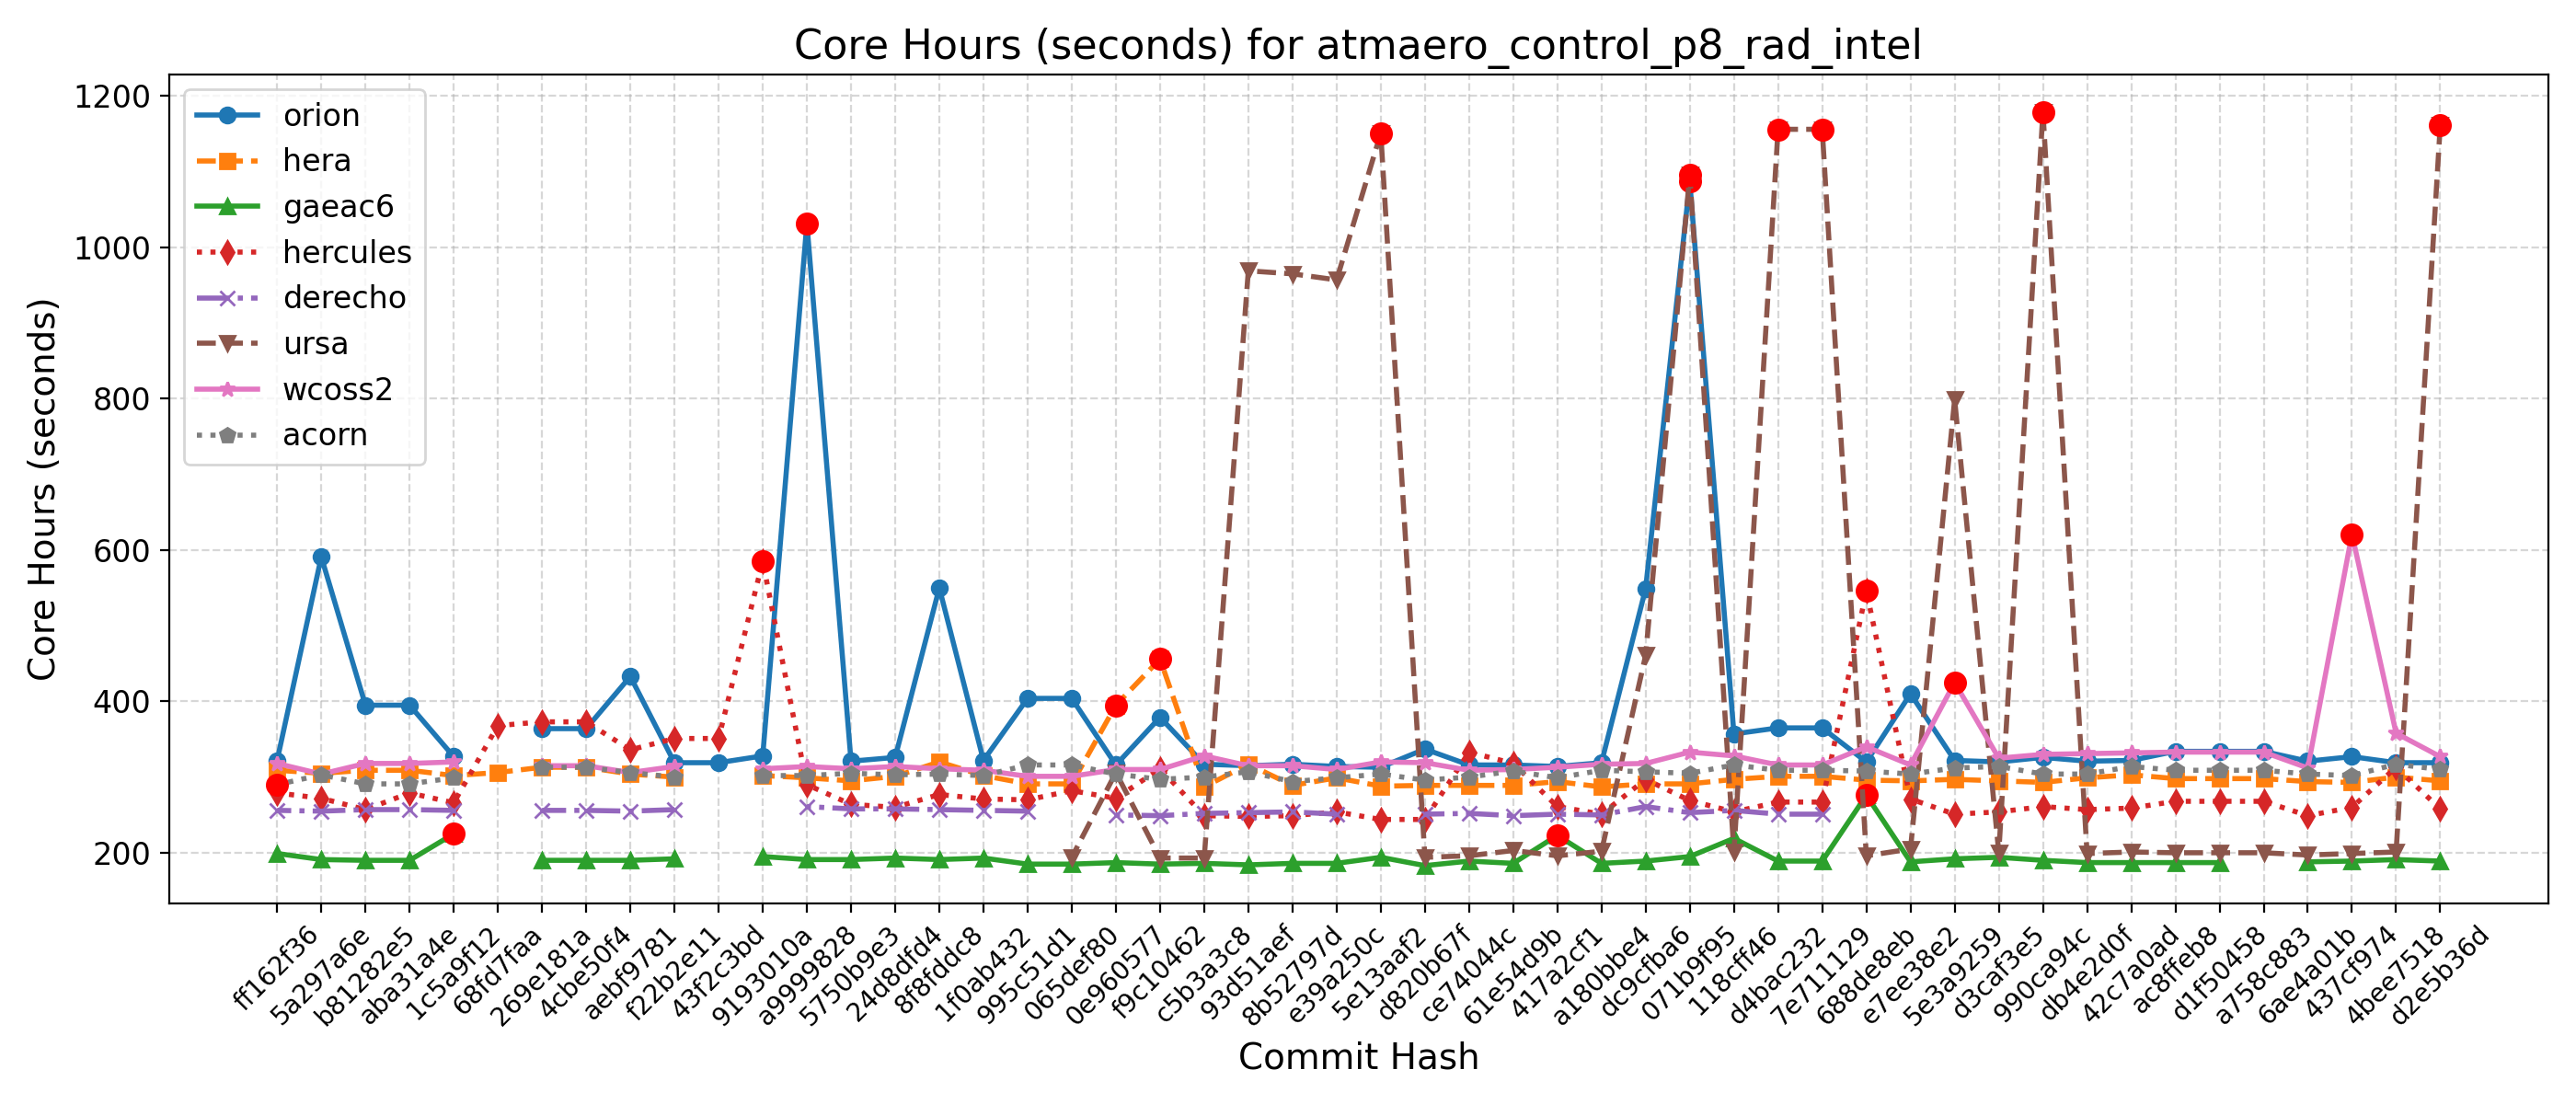 Core Hours (seconds) for atmaero_control_p8_rad_intel
Core Hours (seconds)
1200
1000
800
600
400
200
orion
hera
gaeac6
hercules
derecho
ursa
wcoss2
acorn
ff162f36
5a297a6e
b81282e5
aba31a4e
1c5a9f12
68fd7faa
269e181a
4cbe50f4
aebf9781
f22b2e11
43f2c3bd
9193010a
a9999828
5750b9e3
24d8dfd4
8f8fddc8
1f0ab432
995c51d1
065def80
0e960577
f9c10462
c5b3a3c8
93d51aef
8b52797d
e39a250c
5e13aaf2
d820b67f
ce74044c
61e54d9b
417a2cf1
a180bbe4
dc9cfba6
071b9f95
118cff46
d4bac232
7e711129
688de8eb
e7ee38e2
5e3a9259
d3caf3e5
990ca94c
db4e2d0f
42c7a0ad
ac8ffeb8
d1f50458
a758c883
6ae4a01b
437cf974
4bee7518
d2e5b36d
Commit Hash